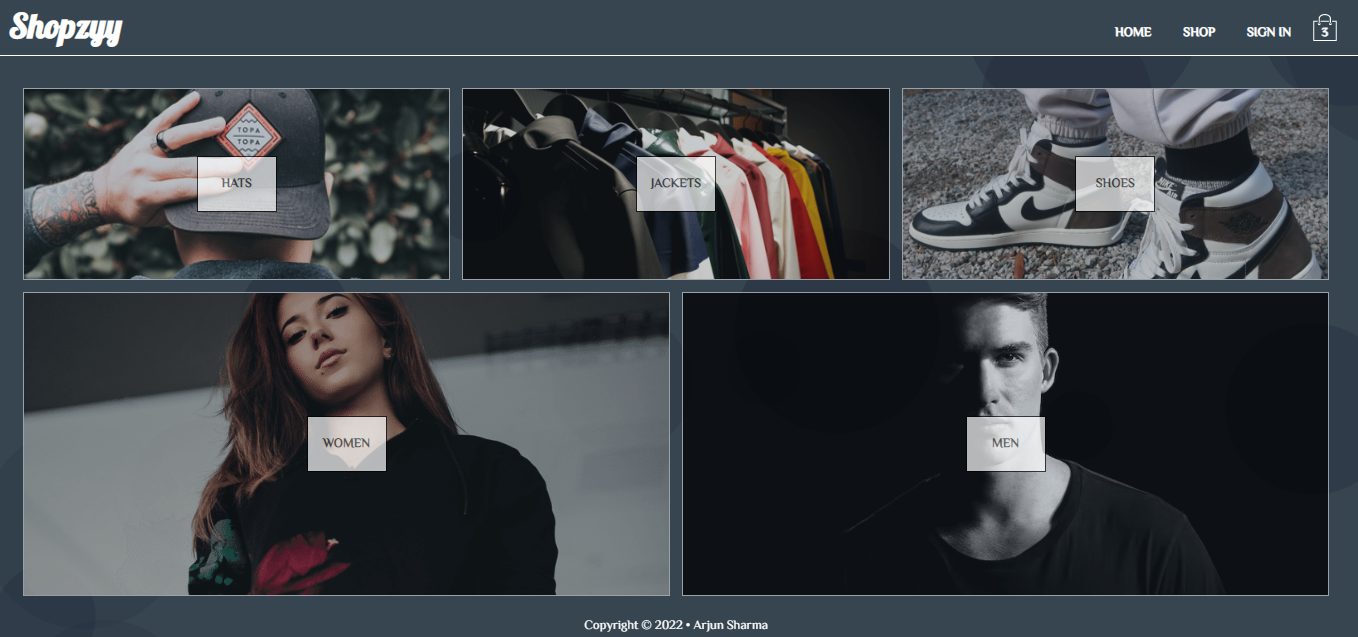 Shopzyy
HOME SHOP SIGN IN 3
TOPA
TOPA
HATS
JACKETS
SHOES
WOMEN
MEN
Copyright © 2022 • Arjun Sharma